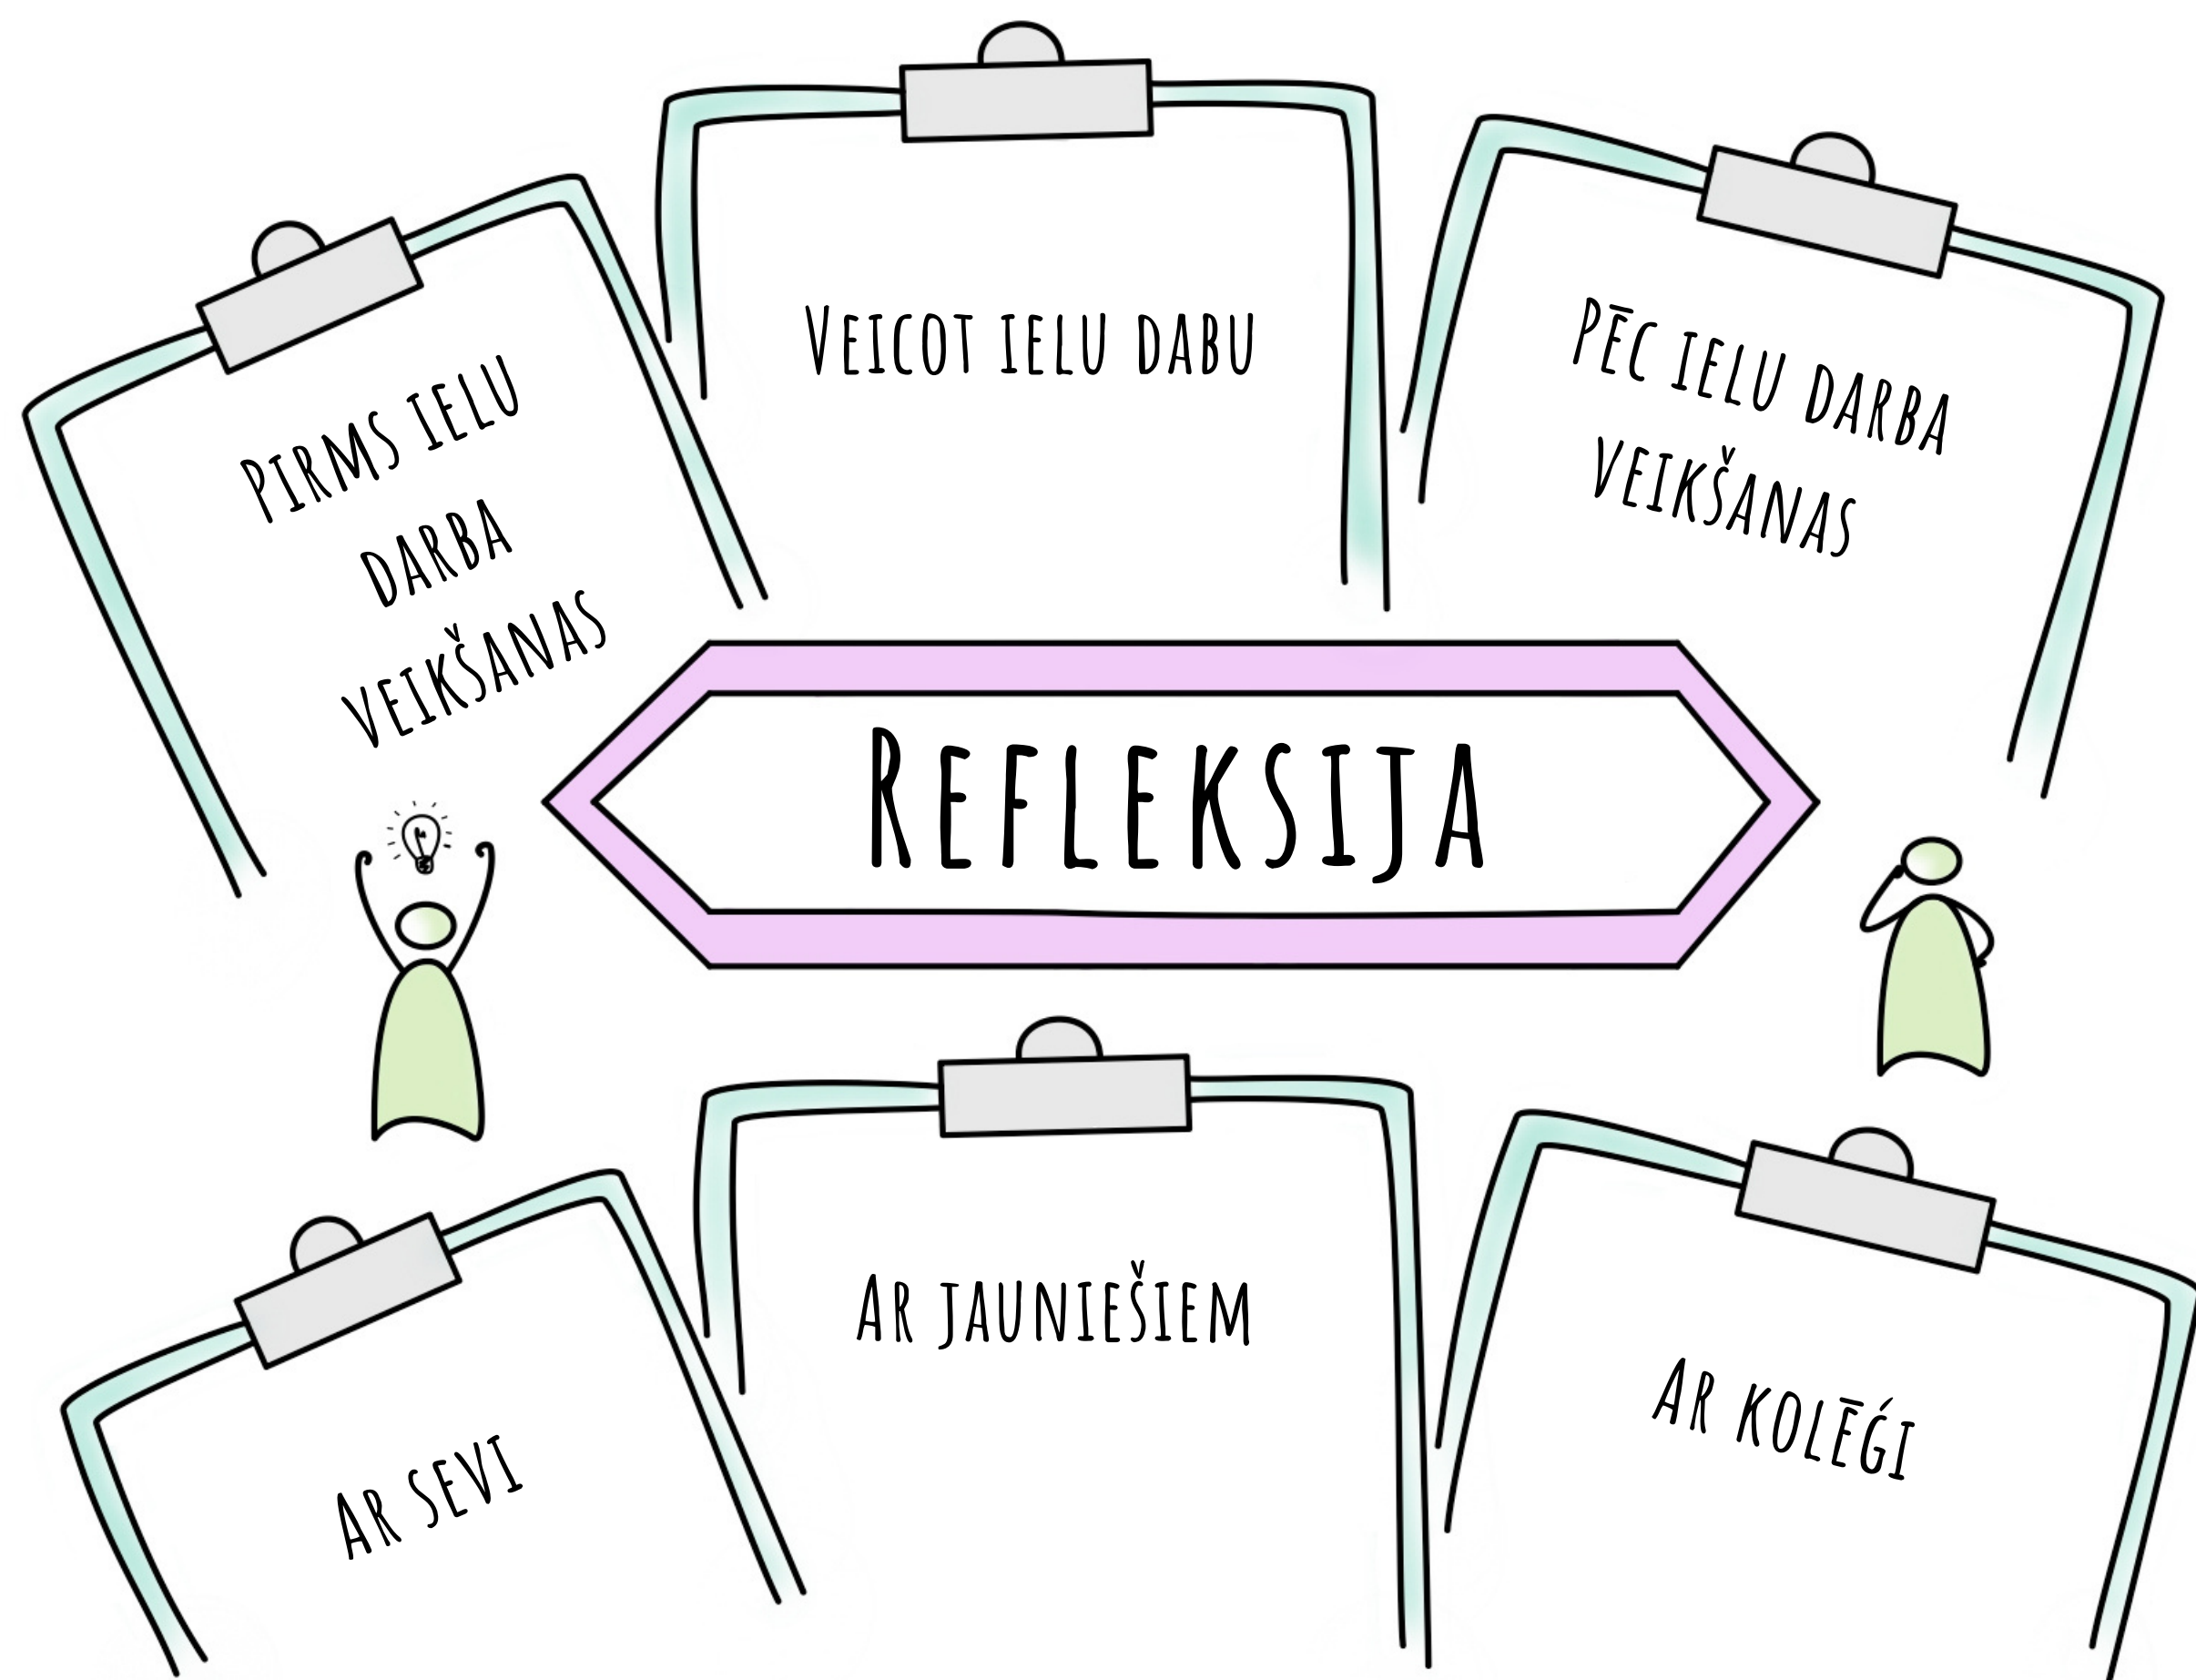 Pirms ielu
darba
veikšanas
Veicot ielu dabu
Pēc ielu darba
veikšanas
Refleksija
Ar sevi
Ar jauniešiem
Ar kolēģi